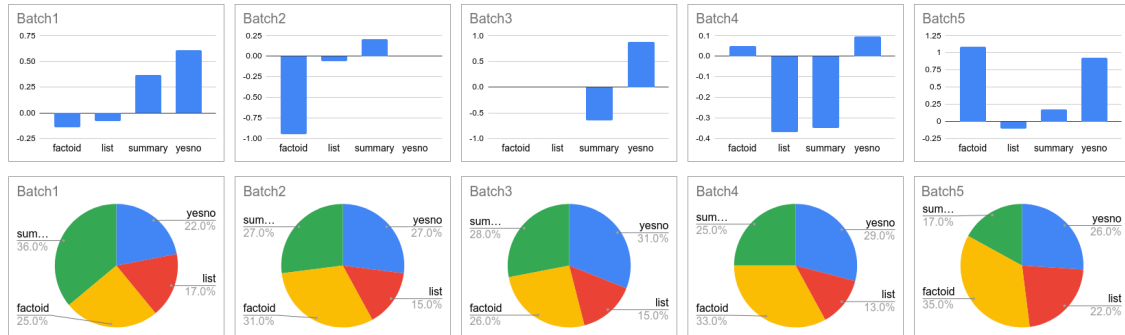 Batch1
0.75
0.50
0.25
0.00
-0.25
factoid list summary yesno
Batch2
0.25
0.00
-0.25
-0.50
-0.75
-1.00
factoid list summary yesno
Batch3
1.0
0.5
-0.5
-1.0
factoid list summary yesno
Batch4
0.1
0
-0.1
-0.2
-0.3
-0.4
factoid list summary yesno
Batch5
1.25
1
0.75
0.5
0.25
0
-0.25
factoid list summary yesno
Batch1
yesno
22.0%
sum...
36.0%
list
17.0%
factoid
25.0%
Batch2
sum...
27.0%
yesno
27.0%
list
15.0%
factoid
31.0%
Batch3
sum...
28.0%
yesno
31.0%
list
15.0%
factoid
26.0%
Batch4
sum...
25.0%
yesno
29.0%
list
13.0%
factoid
33.0%
Batch5
sum...
17.0%
yesno
26.0%
list
22.0%
factoid
35.0%